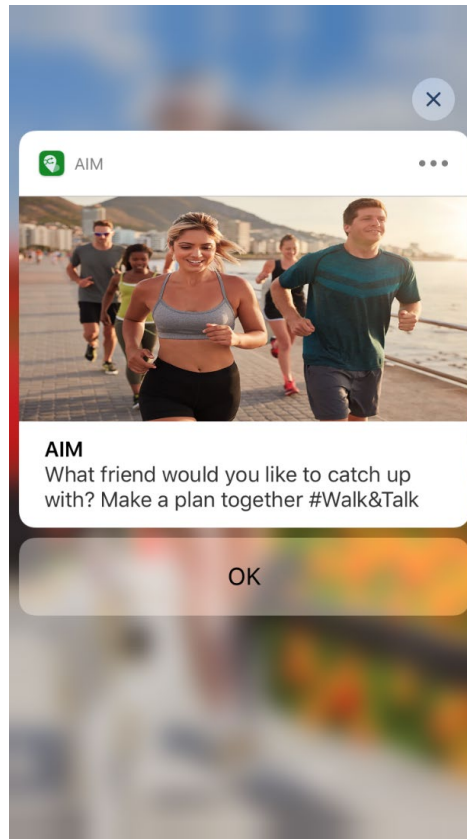 AIM
AIM
What friend would you like to catch up
with? Make a plan together #Walk&Talk
OK